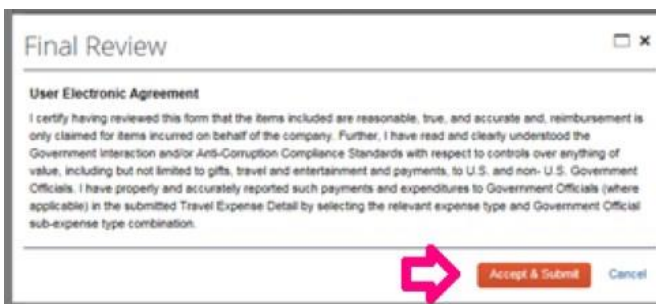 Final Review
User Electronic Agreement
I certify having reviewed this form that the items included are reasonable, true, and accurate and, reimbursement is
only claimed for items incurred on behalf of the company. Further, I have read and clearly understood the
Government Interaction and/or Anti-Corruption Compliance Standards with respect to controls over anything of
value, including but not limited to gifts, travel and entertainment and payments, to U.S. and non- U.S. Government
Officials. I have properly and accurately reported such payments and expenditures to Government Officials (where
applicable) in the submitted Travel Expense Detail by selecting the relevant expense type and Government Official
sub-expense type combination.
Accept & Submit Cancel